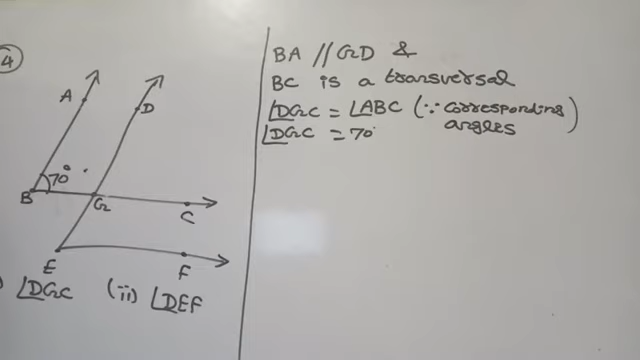 4
A
D
70°
B
G
C
E
F
) ∠DGC (ii) ∠DEF
BA // GD &
BC is a transversal
∠DGC = ∠ABC (∵ corresponding angles)
∠DGC = 70°